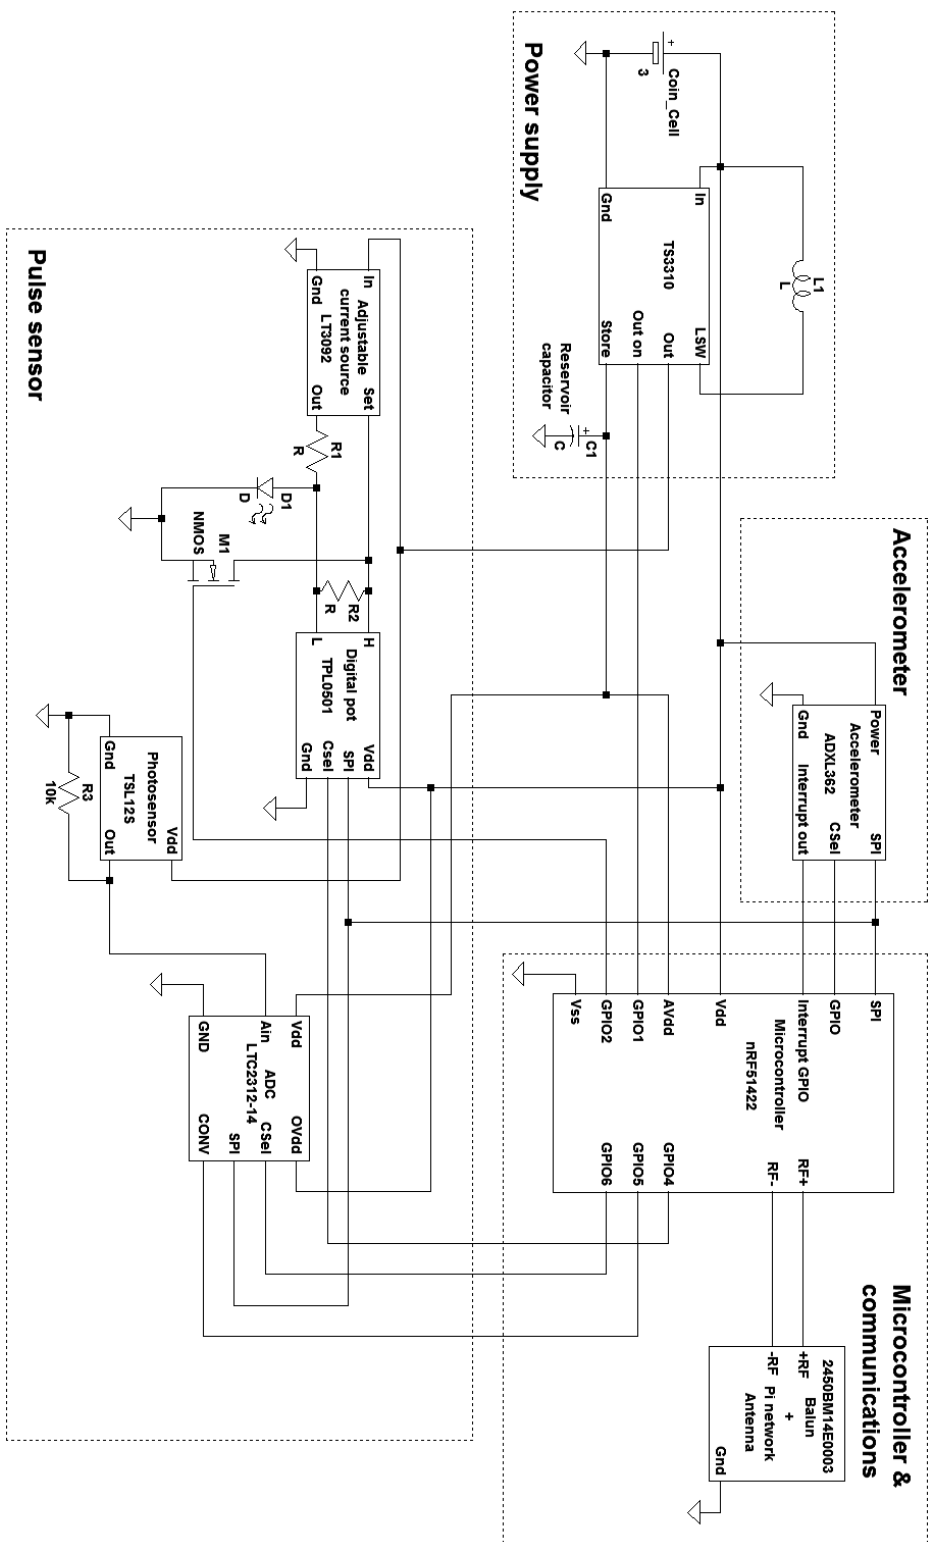 Power supply
+
3
Coin_Cell
L1
L
In
Gnd
TS3310
LSW
Out
Out on
Store
Reservoir
capacitor
+
C1
C
Accelerometer
Power
Accelerometer
ADXL362
Gnd
SPI
CSel
Interrupt out
Pulse sensor
In
Adjustable
current source
LT3092
Gnd
Set
Out
R1
R
D1
D
M1
NMOS
R2
R
H
L
Digital pot
TPL0501
Vdd
SPI
Csel
Gnd
Photosensor
TSL12S
Gnd
Vdd
Out
R3
10k
Vdd
Ain
GND
ADC
LTC2312-14
OVdd
CSel
SPI
CONV
Microcontroller &
communications
SPI
GPIO
Interrupt GPIO
Microcontroller
nRF51422
Vdd
AVdd
GPIO1
GPIO2
Vss
RF+
RF-
GPIO4
GPIO5
GPIO6
2450BM14E0003
Balun
+
Pi network
Antenna
+RF
-RF
Gnd